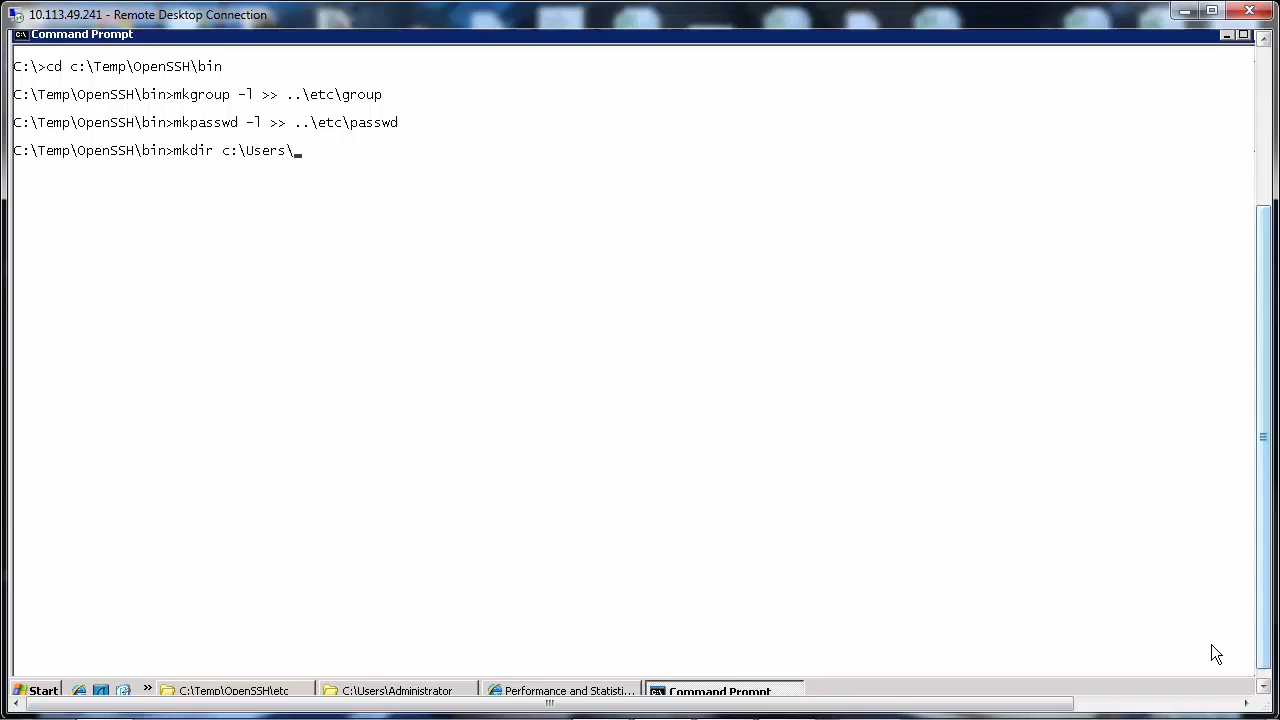 10.113.49.241 - Remote Desktop Connection
Command Prompt
C:\>cd c:\Temp\OpenSSH\bin
C:\Temp\OpenSSH\bin>mkgroup -l >> ..\etc\group
C:\Temp\OpenSSH\bin>mkpasswd -l >> ..\etc\passwd
C:\Temp\OpenSSH\bin>mkdir c:\Users\_
Start » C:\Temp\OpenSSH\etc C:\Users\Administrator Performance and Statisti... Command Prompt